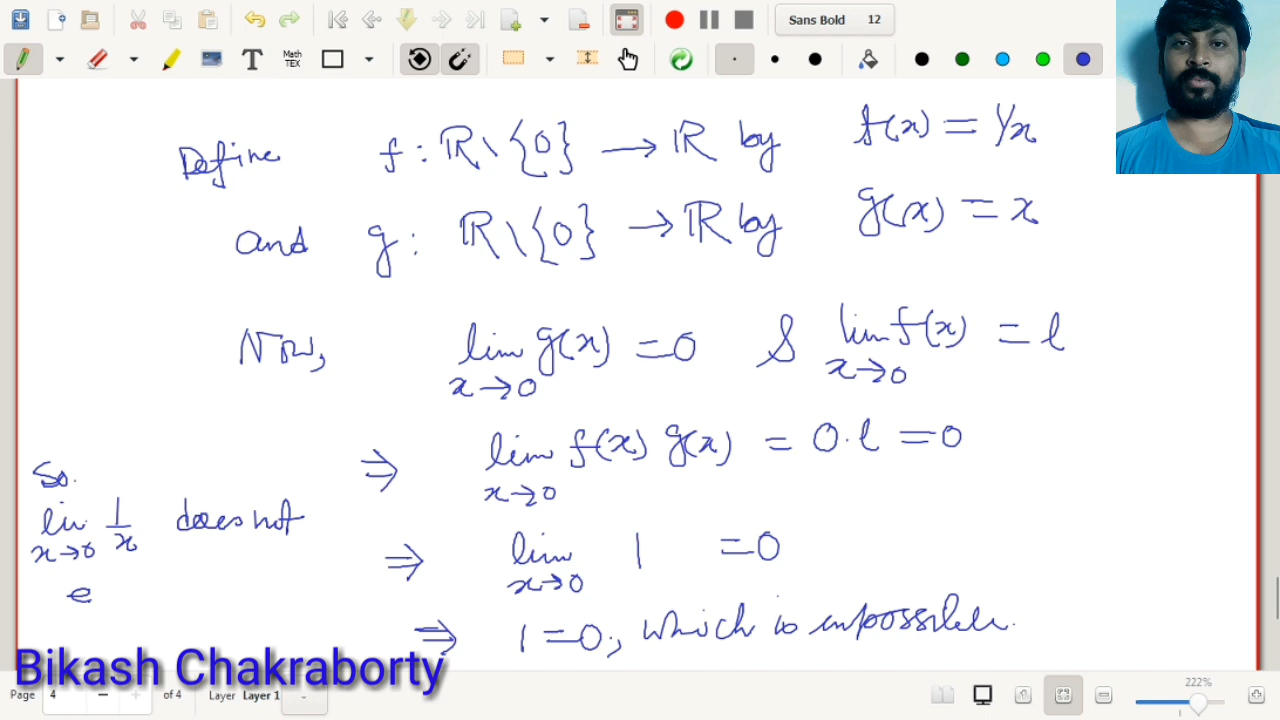 Sans Bold 12
T Math TEX
Define f : ℝ \ {0} → ℝ by f(x) = 1/x
and g : ℝ \ {0} → ℝ by g(x) = x
Now, lim x→0 g(x) = 0 & lim x→0 f(x) = l
⇒ lim x→0 f(x) g(x) = 0.l = 0
⇒ lim x→0 1 = 0
⇒ 1 = 0, which is impossible.
So.
lim x→0 1/x does not
e
Bikash Chakraborty
Page 4 of 4 Layer Layer 1 222%